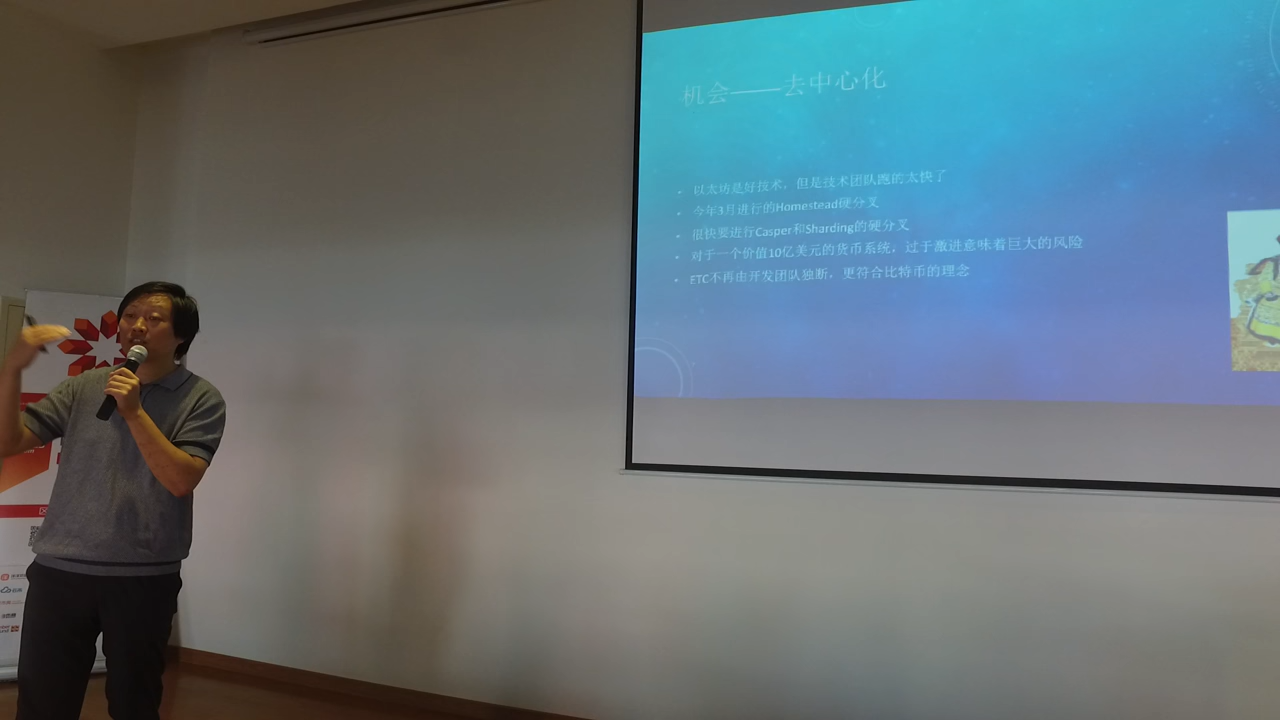 机会——去中心化
以太坊是好技术，但是技术团队跑的太快了
今年3月进行的Homestead硬分叉
很快要进行Casper和Sharding的硬分叉
对于一个价值10亿美元的货币系统，过于激进意味着巨大的风险
ETC不再由开发团队独断，更符合比特币的理念